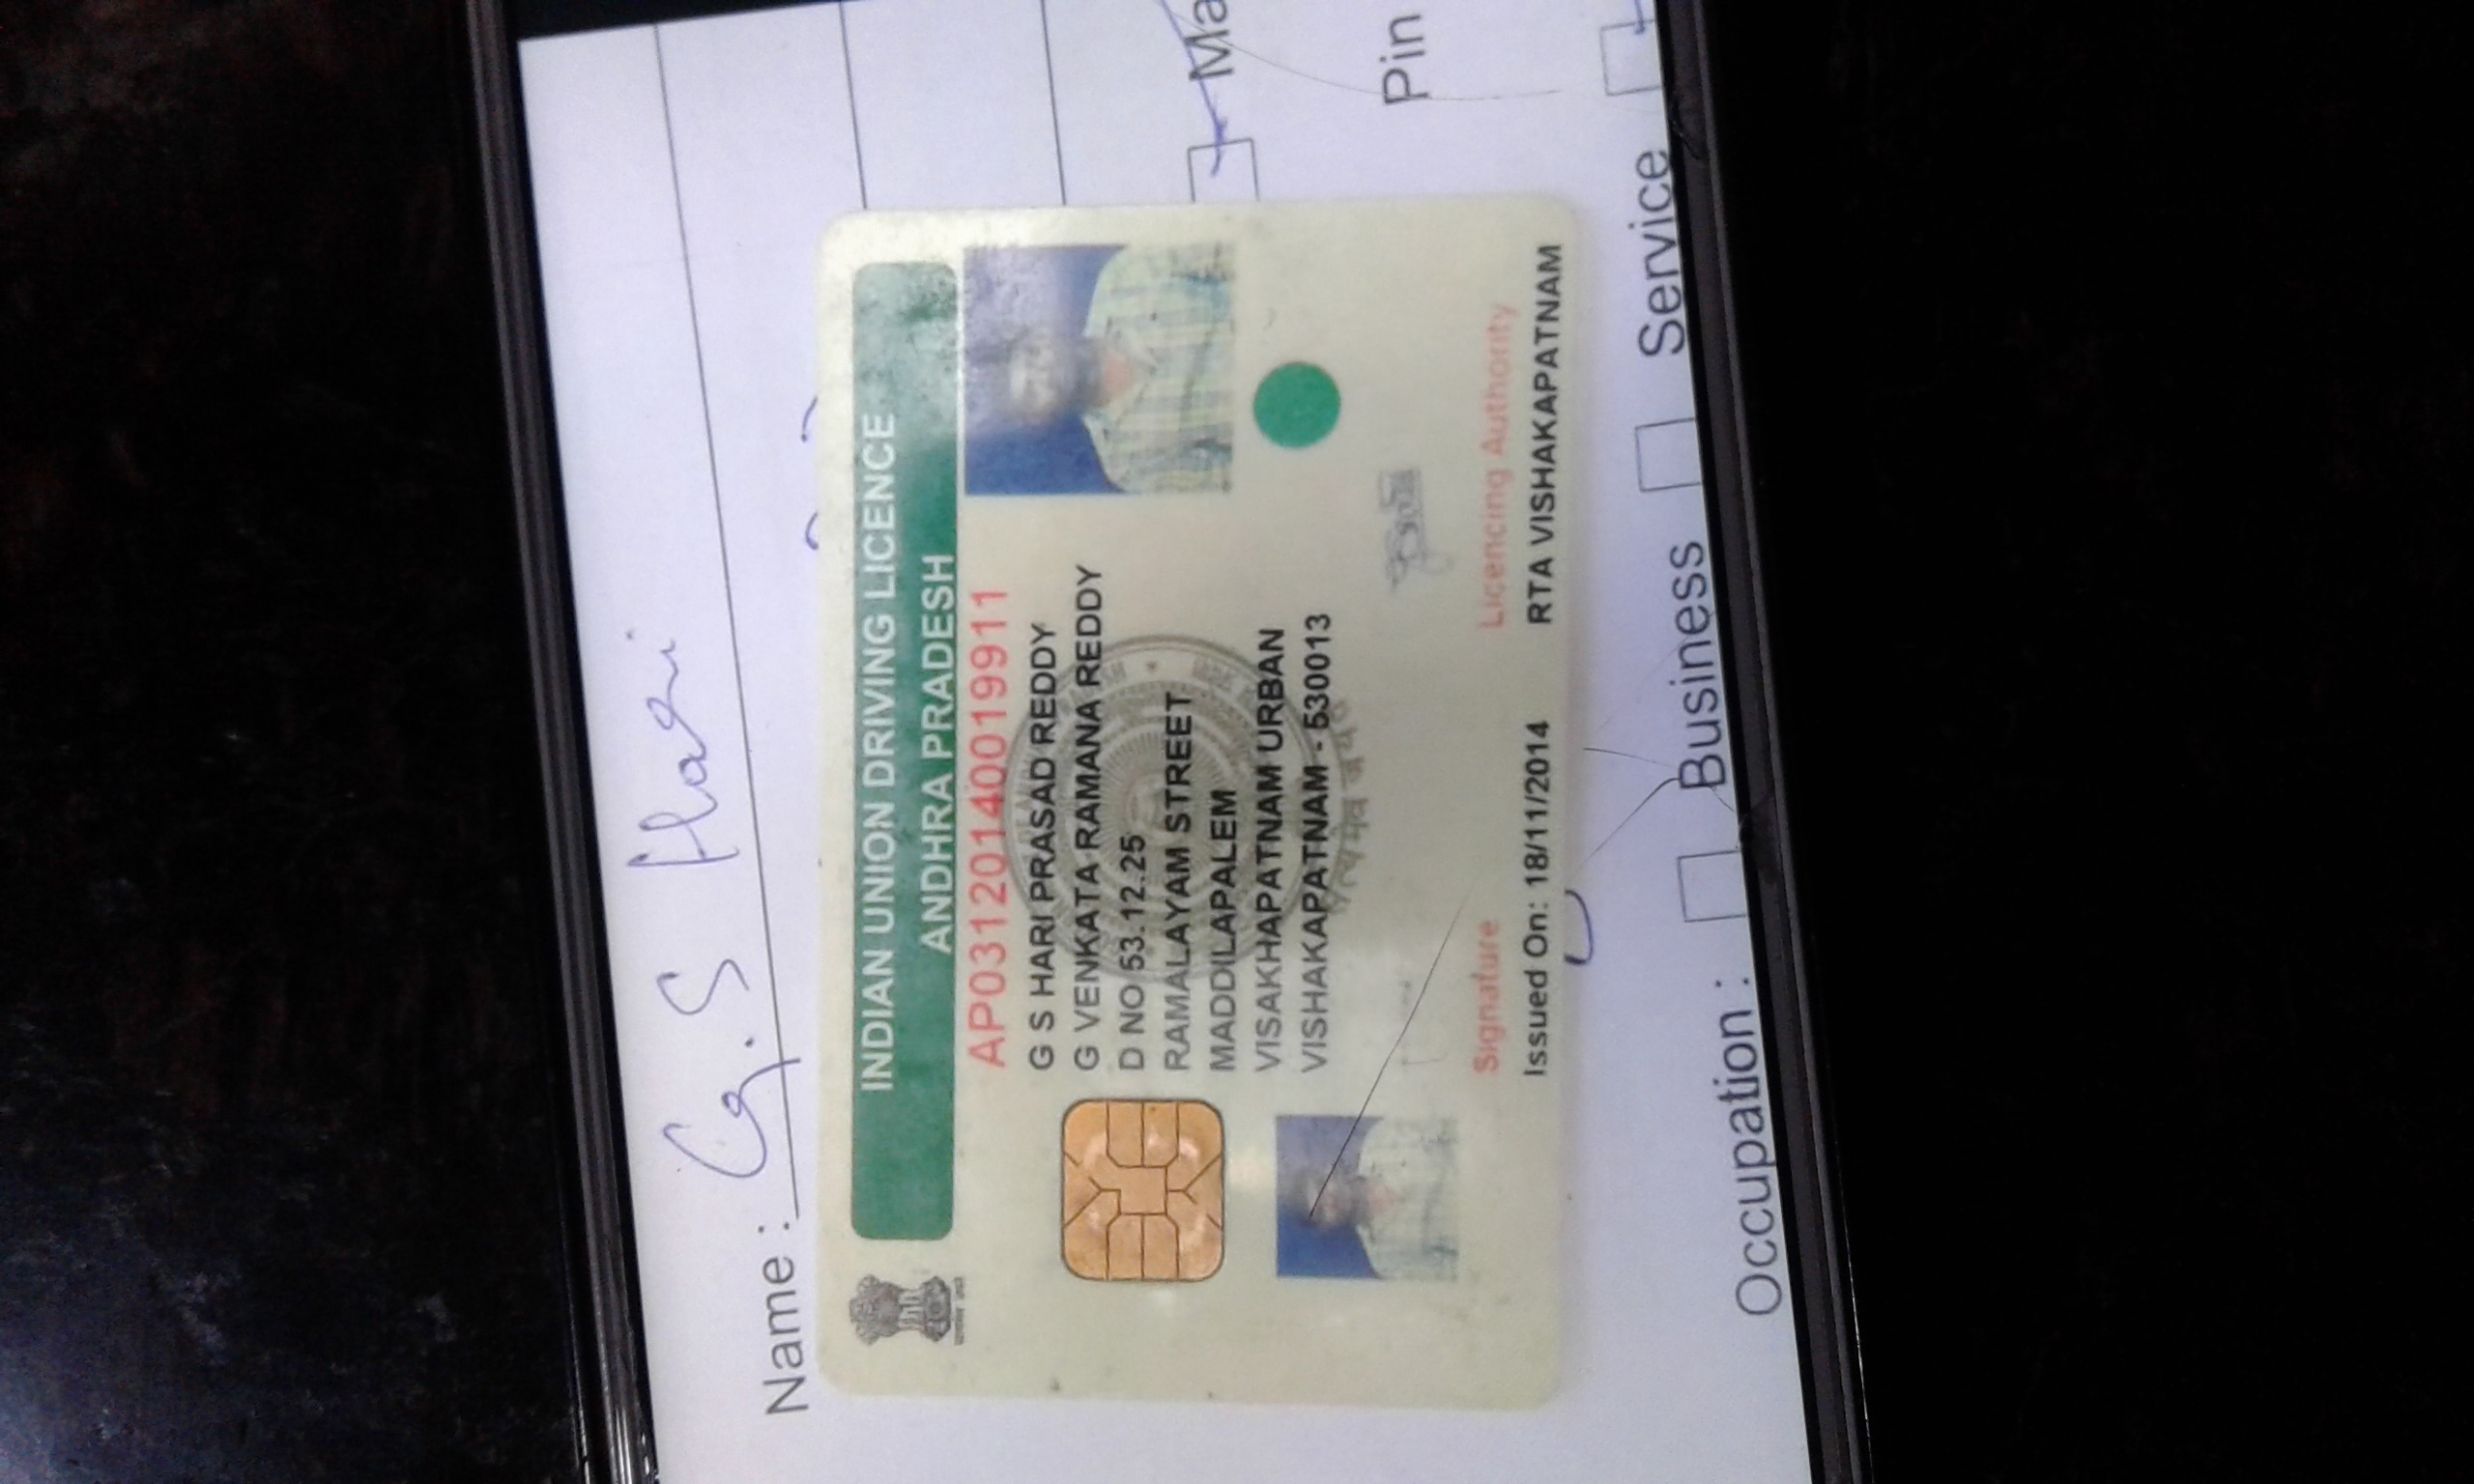 Name : G. S Hari
INDIAN UNION DRIVING LICENCE
ANDHRA PRADESH
AP03120140019911
G S HARI PRASAD REDDY
G VENKATA RAMANA REDDY
D NO 53.12.25
RAMALAYAM STREET
MADDILAPALEM
VISAKHAPATNAM URBAN
VISHAKAPATNAM - 530013
सत्यमेव जयते
Signature
Licencing Authority
Issued On: 18/11/2014
RTA VISHAKAPATNAM
Ma
Pin
Occupation : Business Service